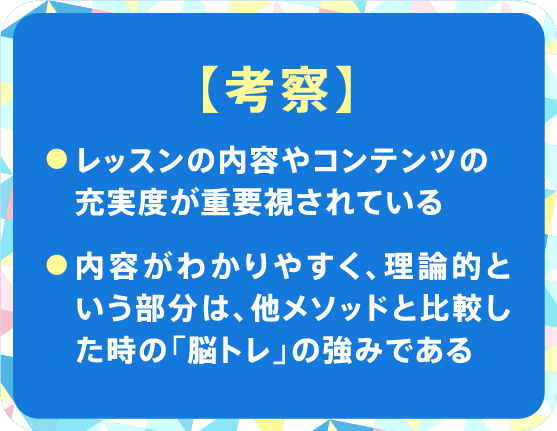 【考察】
●レッスンの内容やコンテンツの
充実度が重要視されている
●内容がわかりやすく、理論的と
いう部分は、他メソッドと比較し
た時の「脳トレ」の強みである